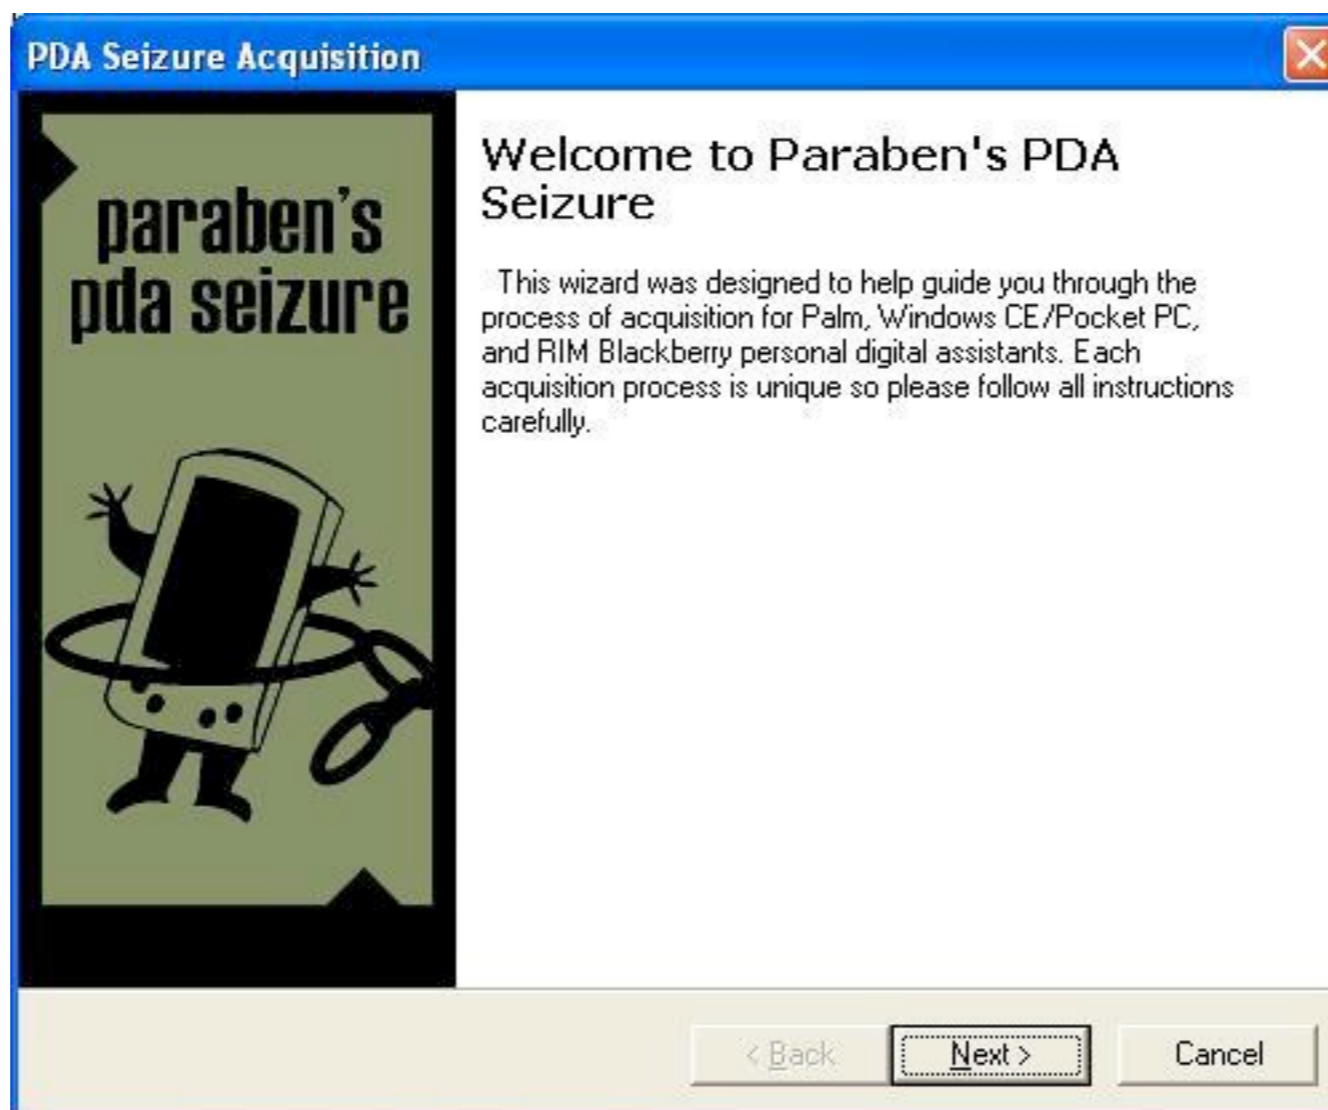 PDA Seizure Acquisition
paraben's
pda seizure
Welcome to Paraben's PDA
Seizure
This wizard was designed to help guide you through the
process of acquisition for Palm, Windows CE/Pocket PC,
and RIM Blackberry personal digital assistants. Each
acquisition process is unique so please follow all instructions
carefully.
< Back
Next >
Cancel